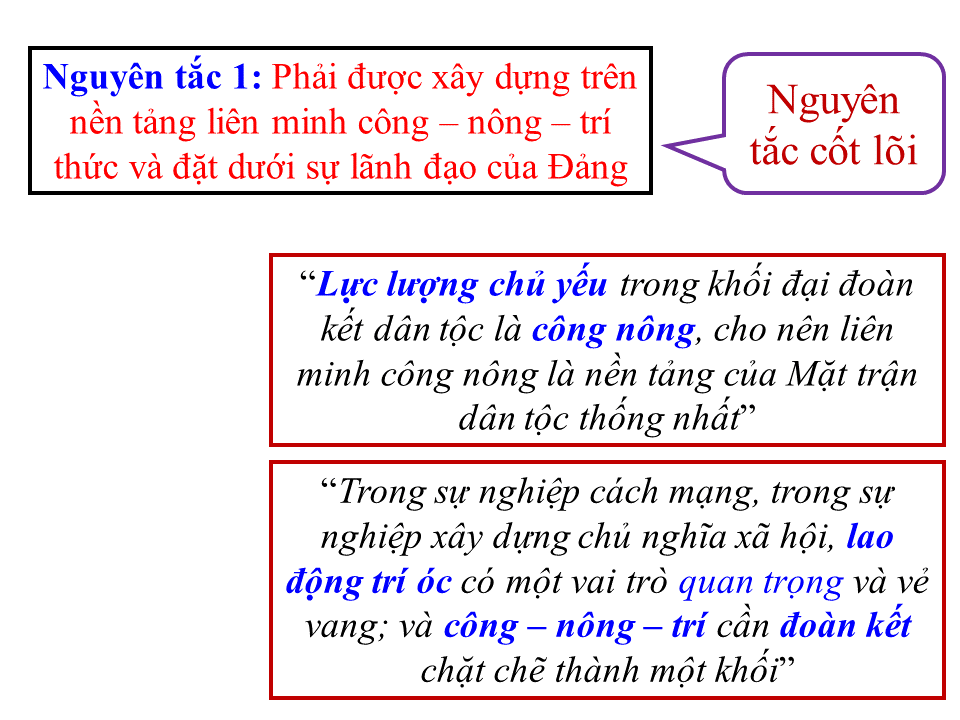 Nguyên tắc 1: Phải được xây dựng trên
nền tảng liên minh công – nông – trí
thức và đặt dưới sự lãnh đạo của Đảng
Nguyên
tắc cốt lõi
“Lực lượng chủ yếu trong khối đại đoàn
kết dân tộc là công nông, cho nên liên
minh công nông là nền tảng của Mặt trận
dân tộc thống nhất”
“Trong sự nghiệp cách mạng, trong sự
nghiệp xây dựng chủ nghĩa xã hội, lao
động trí óc có một vai trò quan trọng và vẻ
vang; và công – nông – trí cần đoàn kết
chặt chẽ thành một khối”